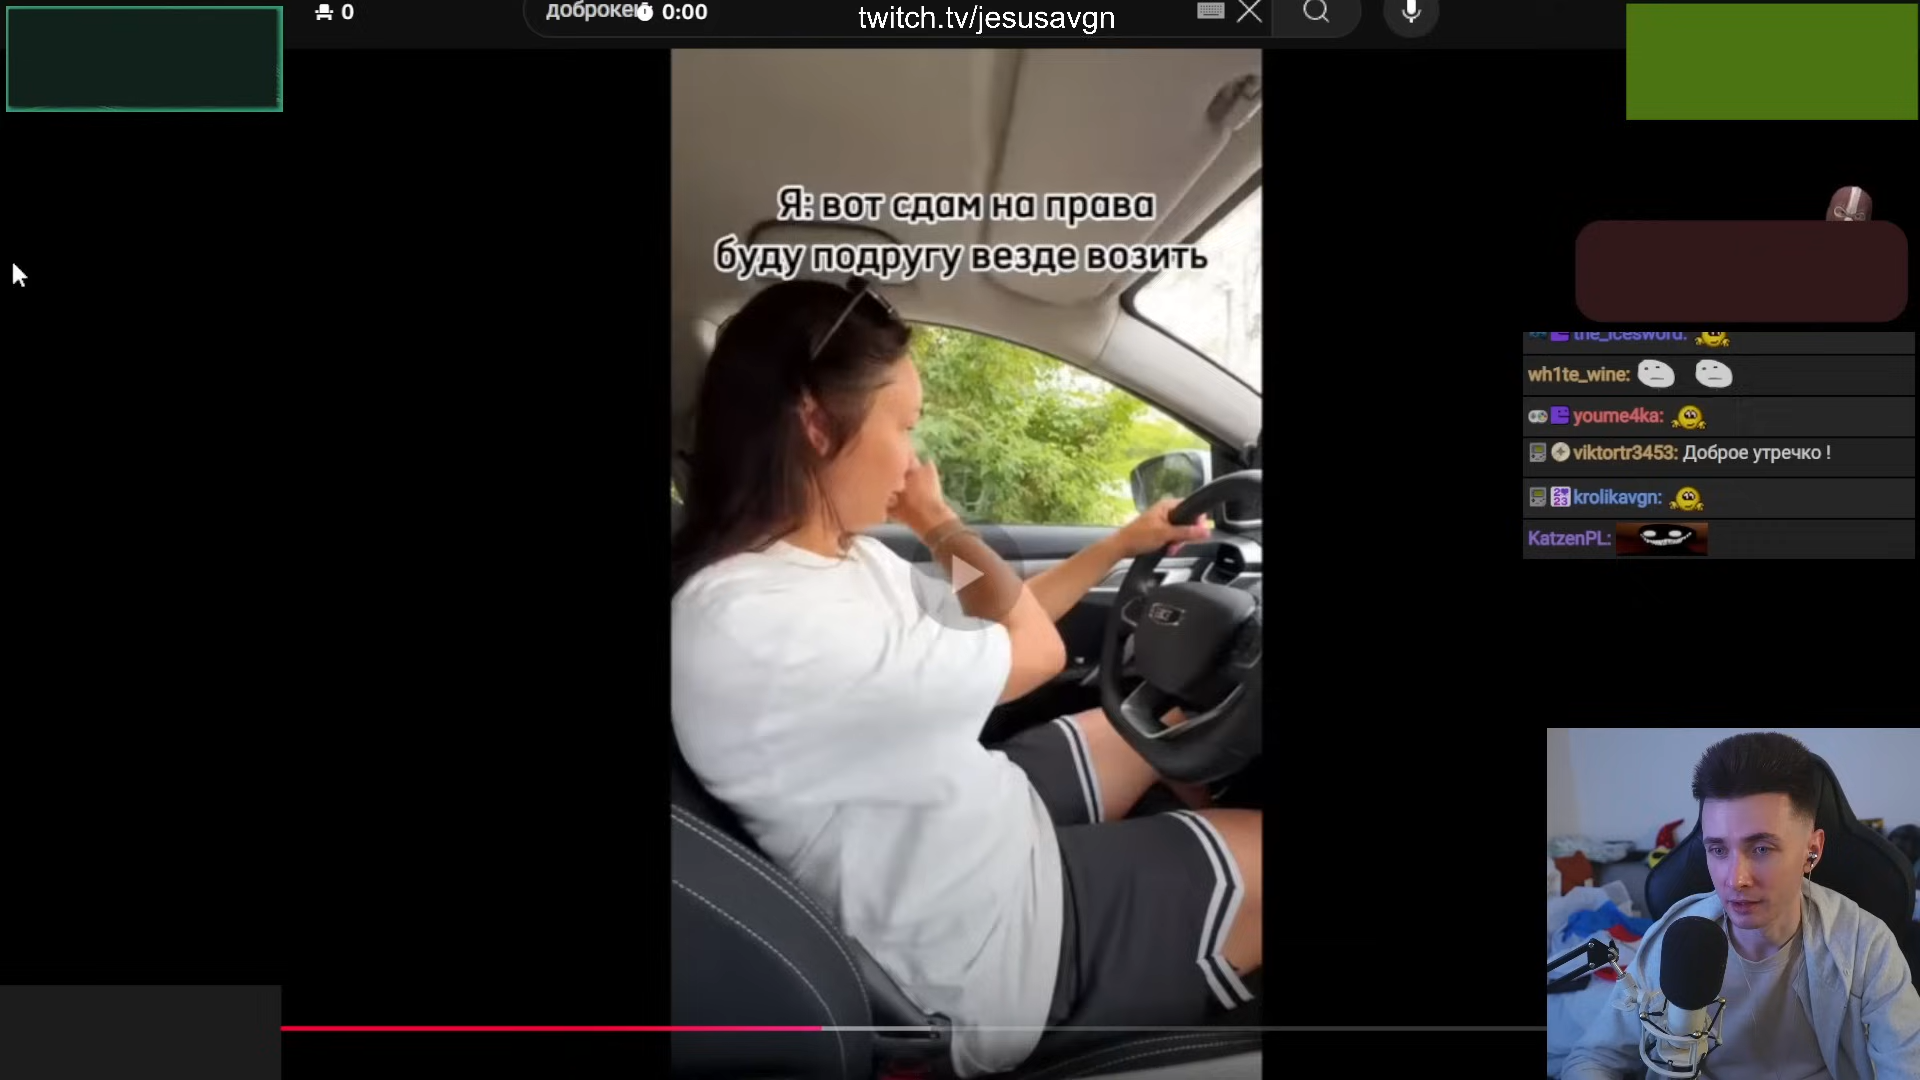 0
0:00
twitch.tv/jesusavgn
Я: вот сдам на права
буду подругу везде возить
the_icesword:
wh1te_wine:
youme4ka:
viktortr3453: Доброе утречко !
krolikavgn:
KatzenPL: